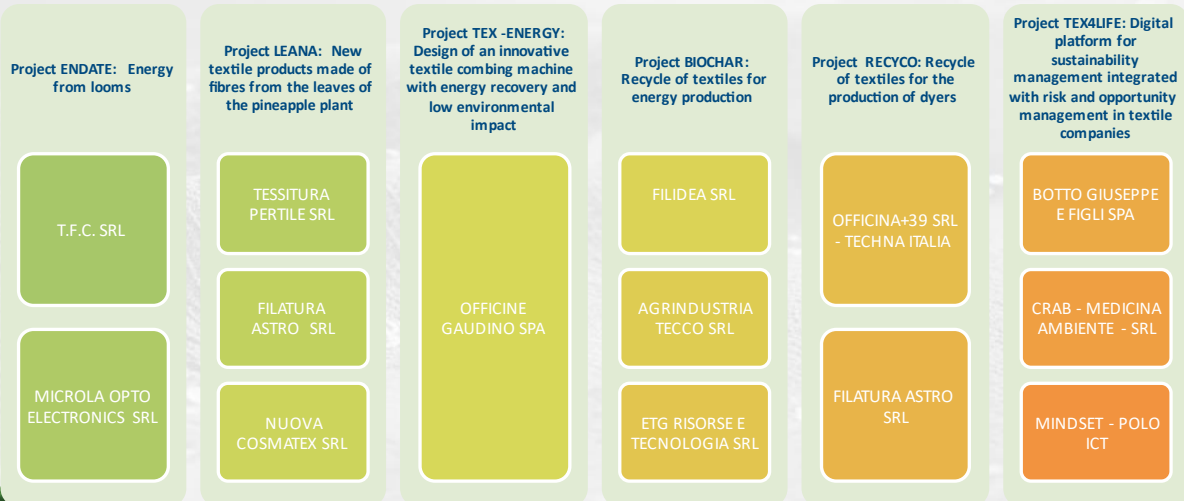 Project ENDATE: Energy
from looms
T.F.C. SRL
MICROLA OPTO
ELECTRONICS SRL
Project LEANA: New
textile products made of
fibres from the leaves of
the pineapple plant
TESSITURA
PERTILE SRL
FILATURA
ASTRO SRL
NUOVA
COSMATEX SRL
Project TEX -ENERGY:
Design of an innovative
textile combing machine
with energy recovery and
low environmental
impact
OFFICINE
GAUDINO SPA
Project BIOCHAR:
Recycle of textiles for
energy production
FILIDEA SRL
AGRINDUSTRIA
TECCO SRL
ETG RISORSE E
TECNOLOGIA SRL
Project RECYCO: Recycle
of textiles for the
production of dyers
OFFICINA+39 SRL
- TECHNA ITALIA
FILATURA ASTRO
SRL
Project TEX4LIFE: Digital
platform for
sustainability
management integrated
with risk and opportunity
management in textile
companies
BOTTO GIUSEPPE
E FIGLI SPA
CRAB - MEDICINA
AMBIENTE - SRL
MINDSET - POLO
ICT